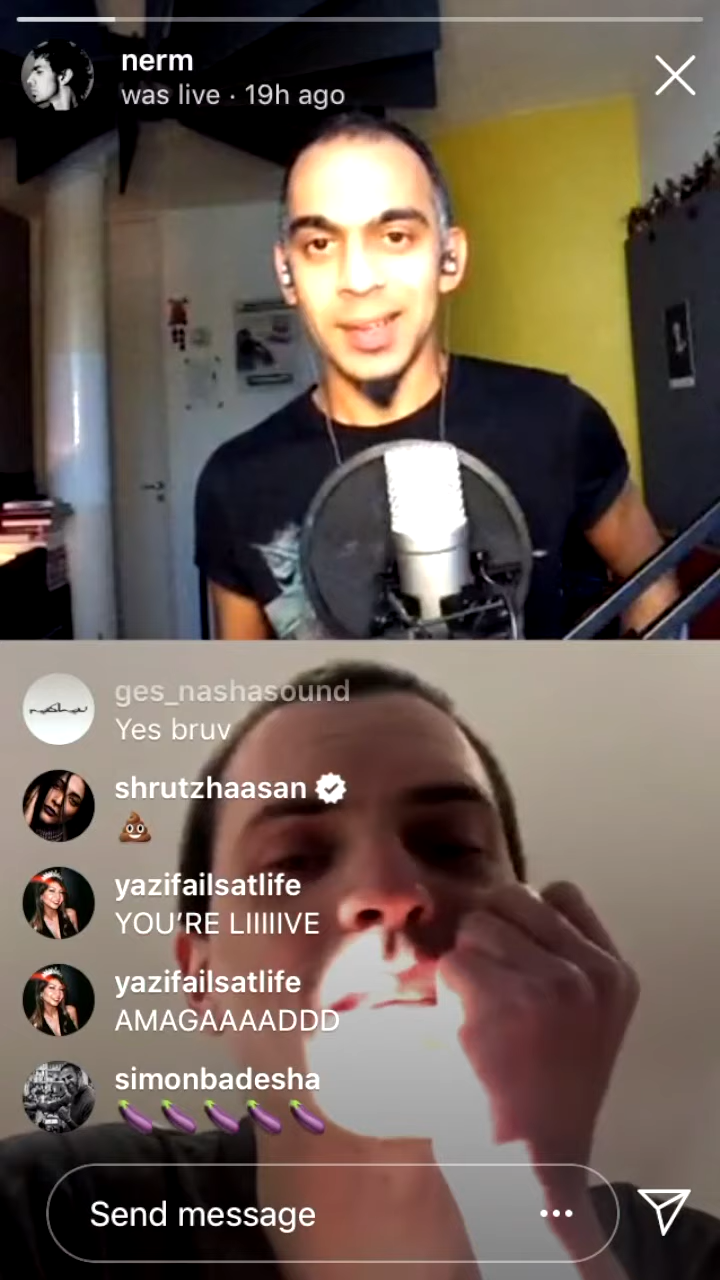 nerm
was live · 19h ago
ges_nashasound
Yes bruv
shrutzhaasan
💩
yazifailsatlife
YOU'RE LIIIIIVE
yazifailsatlife
AMAGAAAADDD
simonbadesha
🍆🍆🍆🍆🍆
Send message